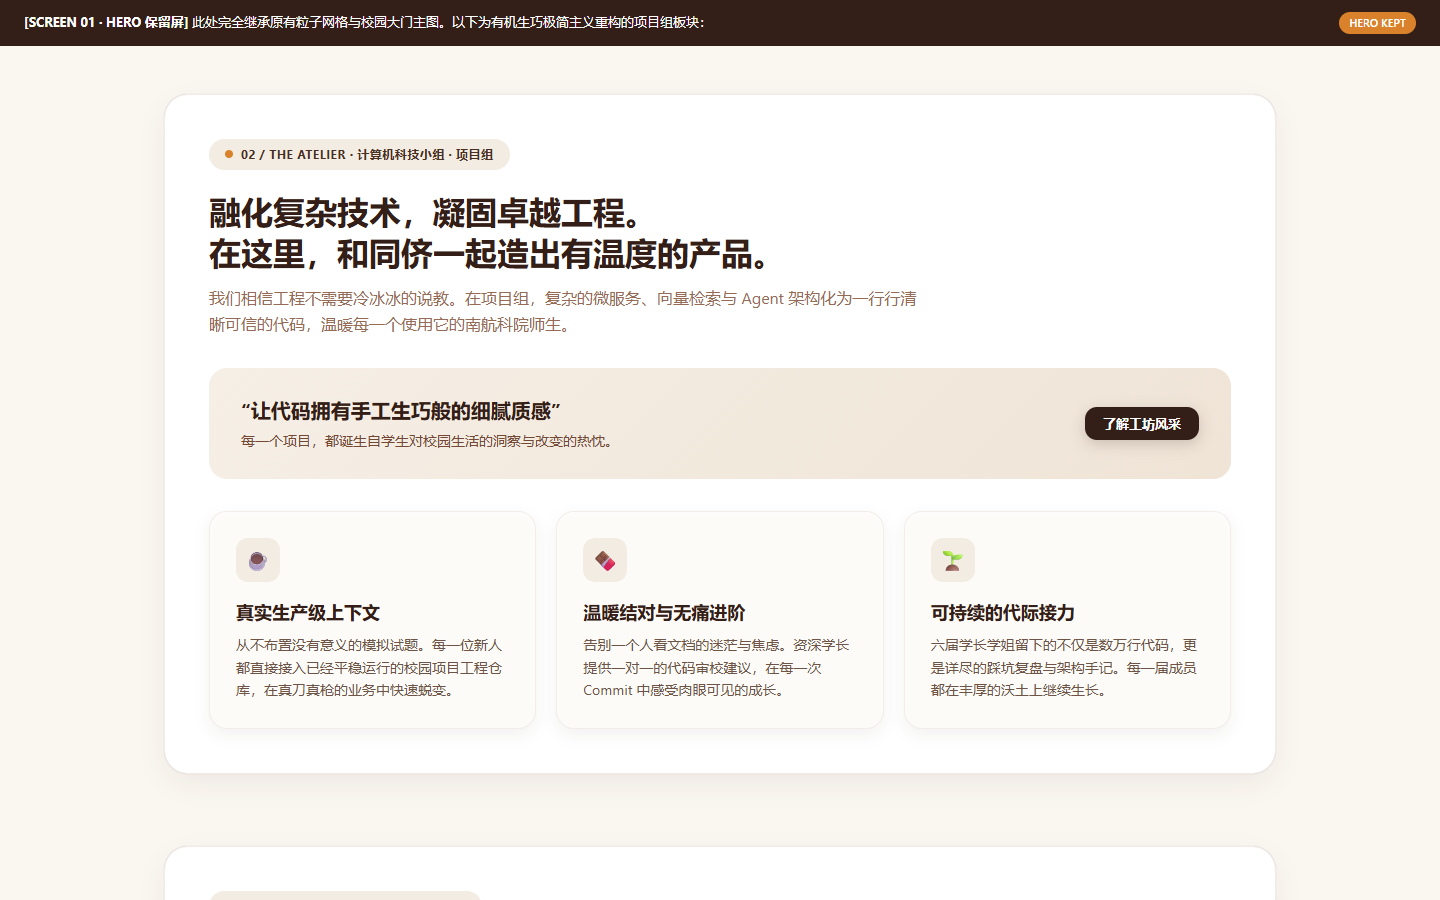 [SCREEN 01 · HERO 保留屏] 此处完全继承原有粒子网格与校园大门主图。以下为有机生巧极简主义重构的项目组板块：
HERO KEPT
02 / THE ATELIER · 计算机科技小组 · 项目组
融化复杂技术，凝固卓越工程。
在这里，和同侪一起造出有温度的产品。
我们相信工程不需要冷冰冰的说教。在项目组，复杂的微服务、向量检索与 Agent 架构化为一行行清
晰可信的代码，温暖每一个使用它的南航科院师生。
“让代码拥有手工生巧般的细腻质感”
每一个项目，都诞生自学生对校园生活的洞察与改变的热忱。
了解工坊风采
真实生产级上下文
从不布置没有意义的模拟试题。每一位新人
都直接接入已经平稳运行的校园项目工程仓
库，在真刀真枪的业务中快速蜕变。
温暖结对与无痛进阶
告别一个人看文档的迷茫与焦虑。资深学长
提供一对一的代码审校建议，在每一次
Commit 中感受肉眼可见的成长。
可持续的代际接力
六届学长学姐留下的不仅是数万行代码，更
是详尽的踩坑复盘与架构手记。每一届成员
都在丰厚的沃土上继续生长。